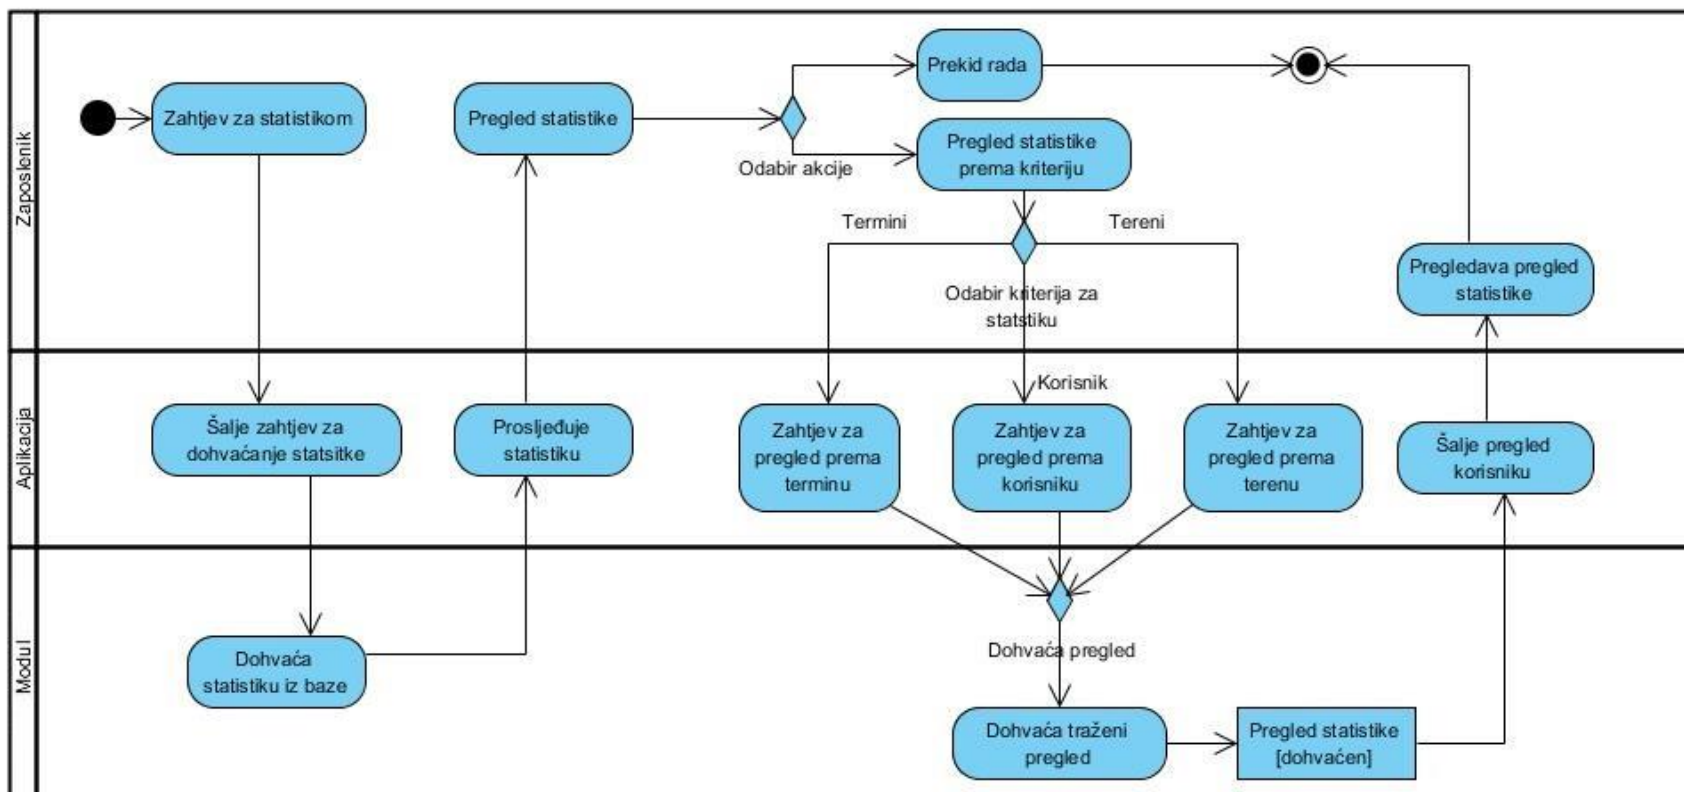 Zaposlenik
Zahtjev za statistikom
Pregled statistike
Odabir akcije
Prekid rada
Pregled statistike
prema kriteriju
Termini
Tereni
Odabir kriterija za
statstiku
Pregledava pregled
statistike
Aplikacija
Šalje zahtjev za
dohvaćanje statsitke
Prosljeđuje
statistiku
Korisnik
Zahtjev za
pregled prema
terminu
Zahtjev za
pregled prema
korisniku
Zahtjev za
pregled prema
terenu
Šalje pregled
korisniku
Modul
Dohvaća
statistiku iz baze
Dohvaća pregled
Dohvaća traženi
pregled
Pregled statistike
[dohvaćen]